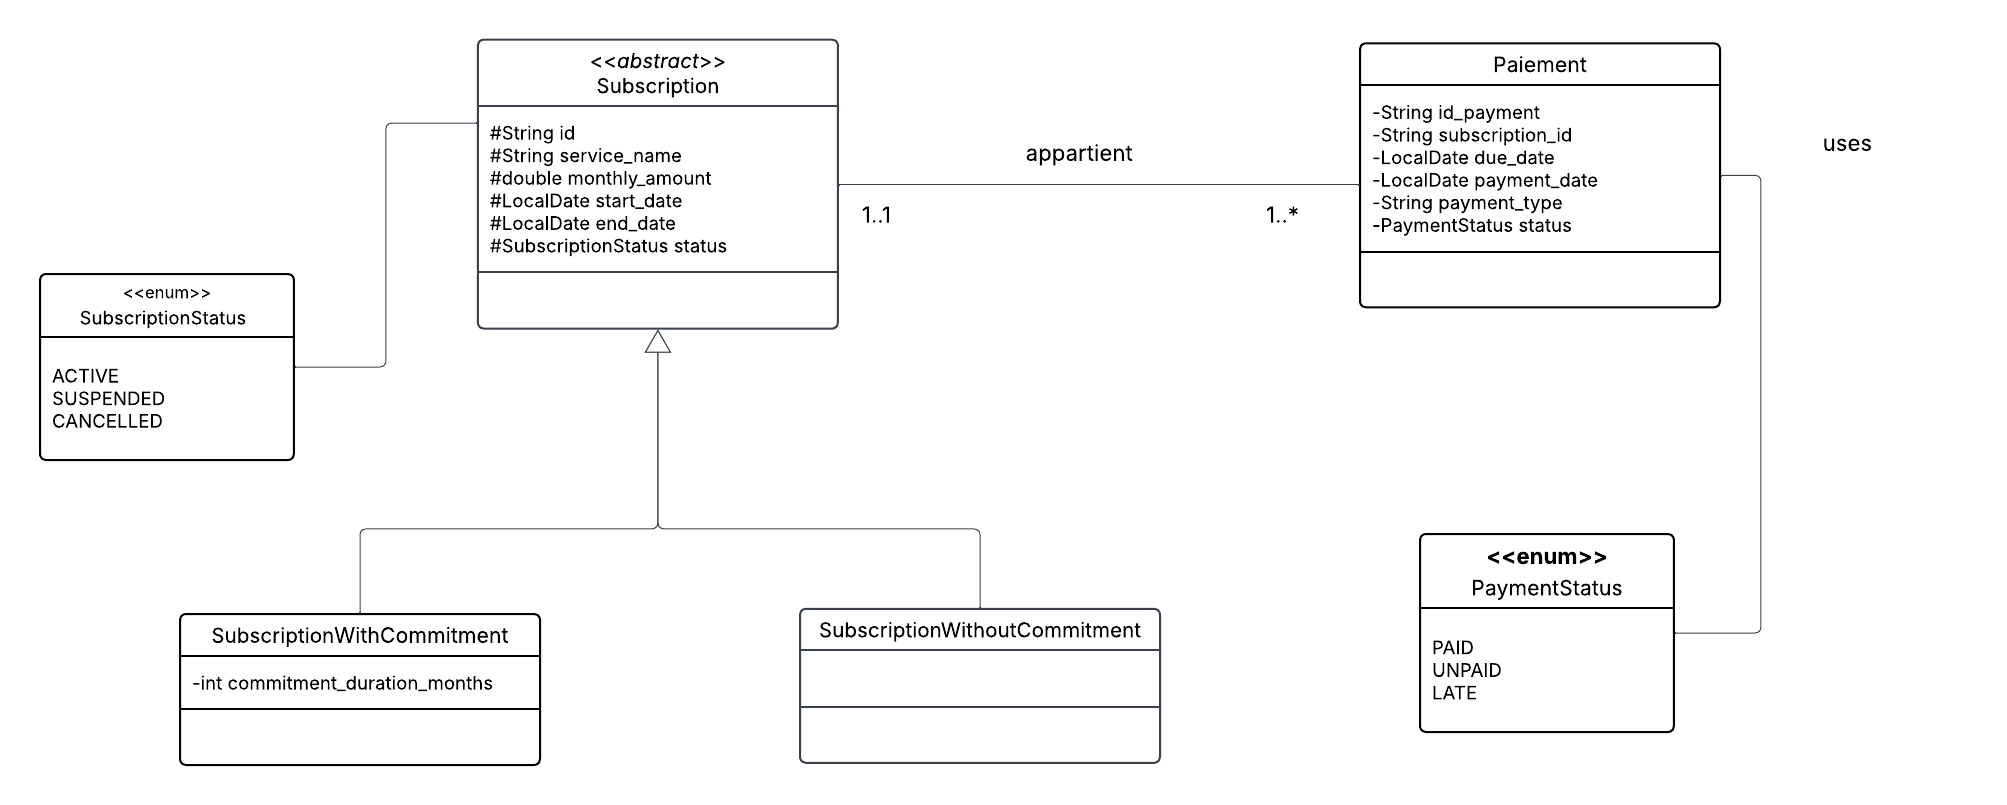 <<abstract>>
Subscription
#String id
#String service_name
#double monthly_amount
#LocalDate start_date
#LocalDate end_date
#SubscriptionStatus status
appartient
1..1
1..*
Paiement
-String id_payment
-String subscription_id
-LocalDate due_date
-LocalDate payment_date
-String payment_type
-PaymentStatus status
uses
<<enum>>
SubscriptionStatus
ACTIVE
SUSPENDED
CANCELLED
SubscriptionWithCommitment
-int commitment_duration_months
SubscriptionWithoutCommitment
<<enum>>
PaymentStatus
PAID
UNPAID
LATE